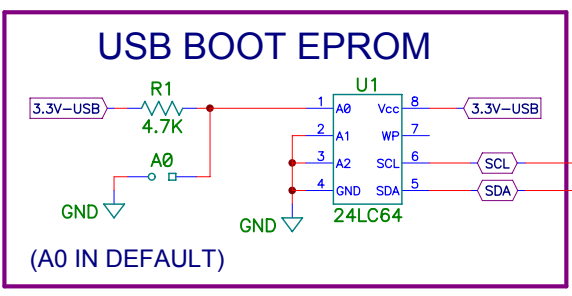 USB BOOT EPROM
3.3V-USB
R1
4.7K
A0
GND
U1
24LC64
1 A0
2 A1
3 A2
4 GND
Vcc 8
WP 7
SCL 6
SDA 5
3.3V-USB
SCL
SDA
GND
(A0 IN DEFAULT)